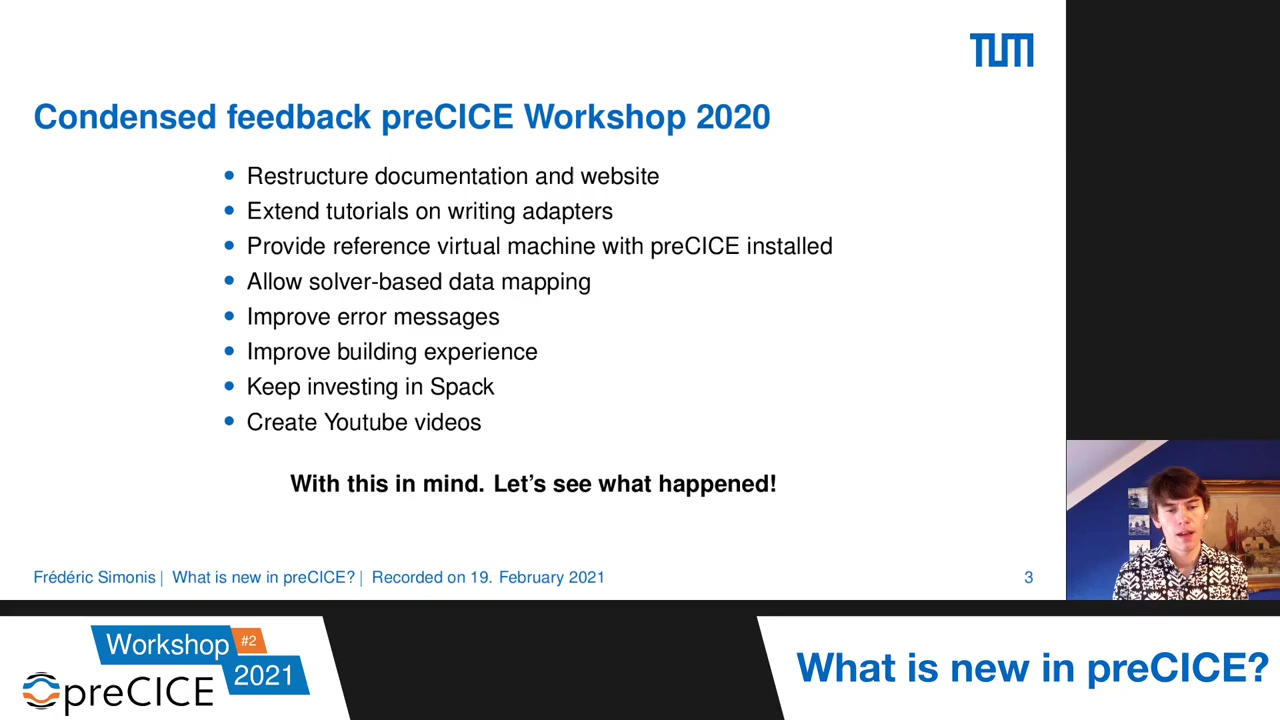 TUM
Condensed feedback preCICE Workshop 2020
Restructure documentation and website
Extend tutorials on writing adapters
Provide reference virtual machine with preCICE installed
Allow solver-based data mapping
Improve error messages
Improve building experience
Keep investing in Spack
Create Youtube videos
With this in mind. Let's see what happened!
Frédéric Simonis | What is new in preCICE? | Recorded on 19. February 2021
3
Workshop #2
2021
preCICE
What is new in preCICE?